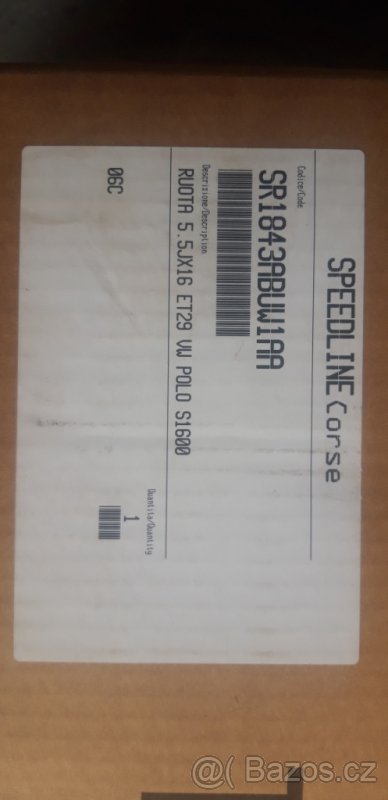 SPEEDLINE Corse
Codice/Code
SR1843ABUW1AA
Descrizione/Description
RUOTA 5.5JX16 ET29 VW POLO S1600
Quantita/Quantity
1
06C
@( Bazos.cz